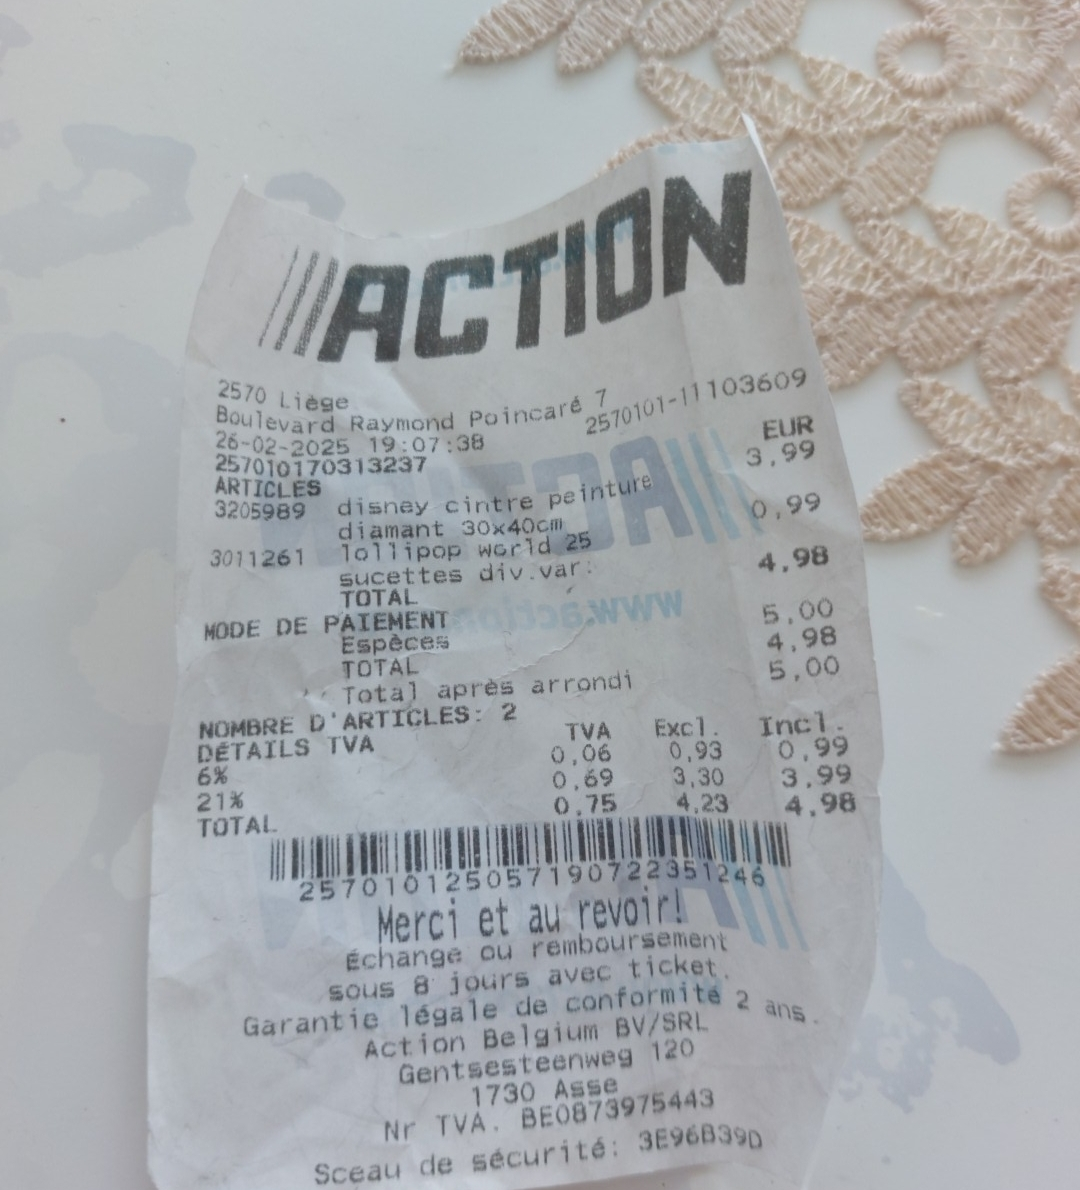 ACTION
2570 Liège
Boulevard Raymond Poincaré 7
26-02-2025 19:07:38 2570101-11103609
257010170313237 EUR
ARTICLES
3205989 disney cintre peinture 3,99
diamant 30x40cm
3011261 lollipop world 25 0,99
sucettes div.var.
TOTAL 4,98
MODE DE PAIEMENT
Espèces 5,00
TOTAL 4,98
Total après arrondi 5,00
NOMBRE D'ARTICLES: 2
DÉTAILS TVA TVA Excl. Incl.
6% 0,06 0,93 0,99
21% 0,69 3,30 3,99
TOTAL 0,75 4,23 4,98
257010125057190722351246
Merci et au revoir!
Échange ou remboursement
sous 8 jours avec ticket.
Garantie légale de conformité 2 ans.
Action Belgium BV/SRL
Gentsesteenweg 120
1730 Asse
Nr TVA. BE0873975443
Sceau de sécurité: 3E96B39D